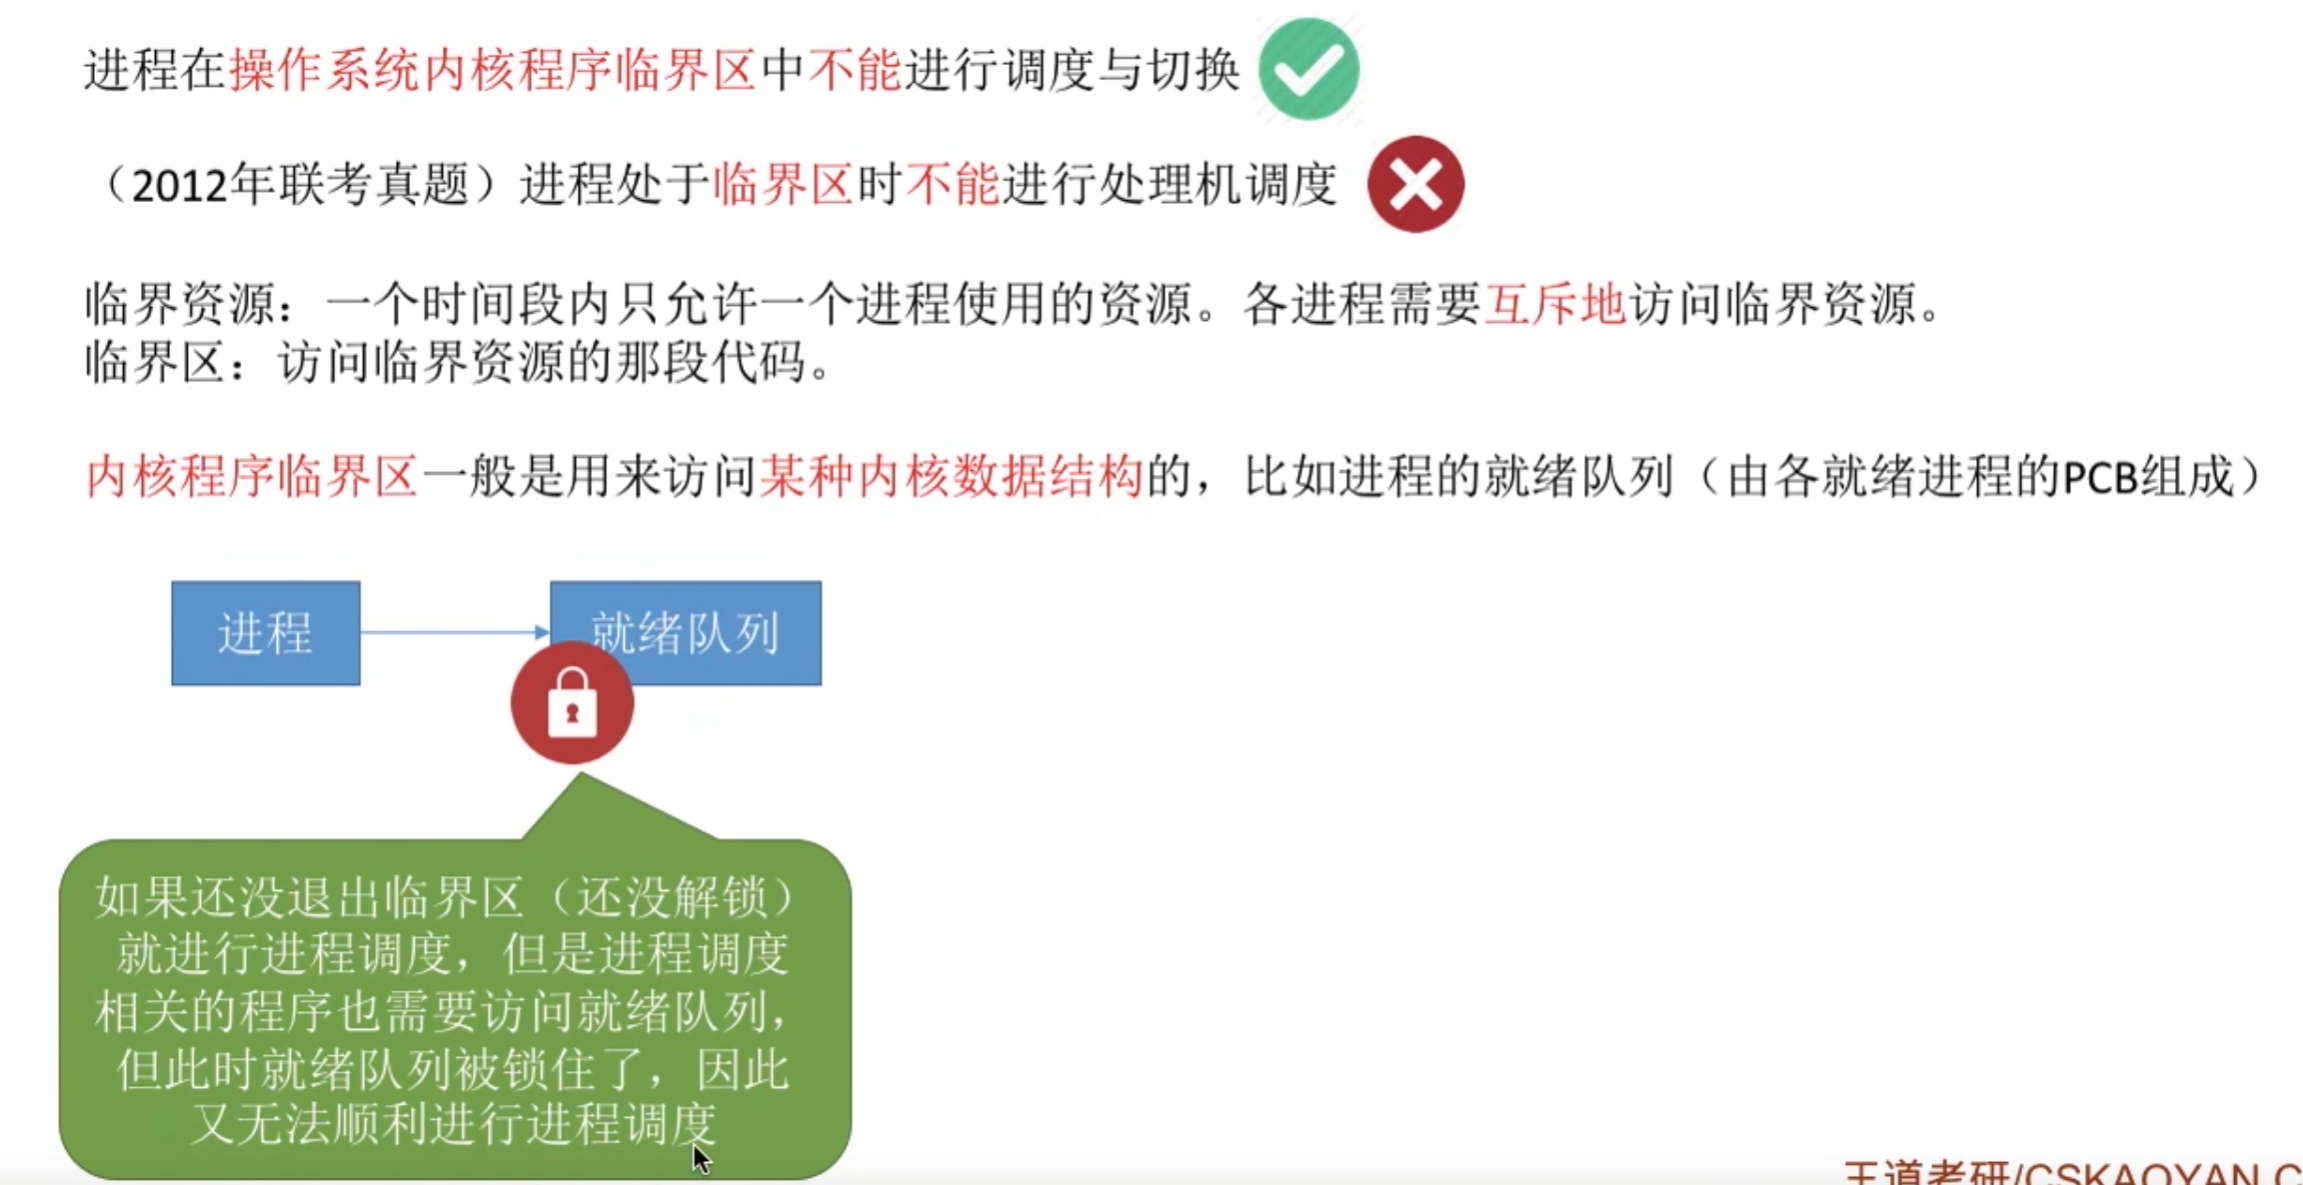 进程在操作系统内核程序临界区中不能进行调度与切换
（2012年联考真题）进程处于临界区时不能进行处理机调度
临界资源：一个时间段内只允许一个进程使用的资源。各进程需要互斥地访问临界资源。
临界区：访问临界资源的那段代码。
内核程序临界区一般是用来访问某种内核数据结构的，比如进程的就绪队列（由各就绪进程的PCB组成）
进程
就绪队列
如果还没退出临界区（还没解锁）
就进行进程调度，但是进程调度
相关的程序也需要访问就绪队列，
但此时就绪队列被锁住了，因此
又无法顺利进行进程调度
王道考研/CSKAOYAN.C